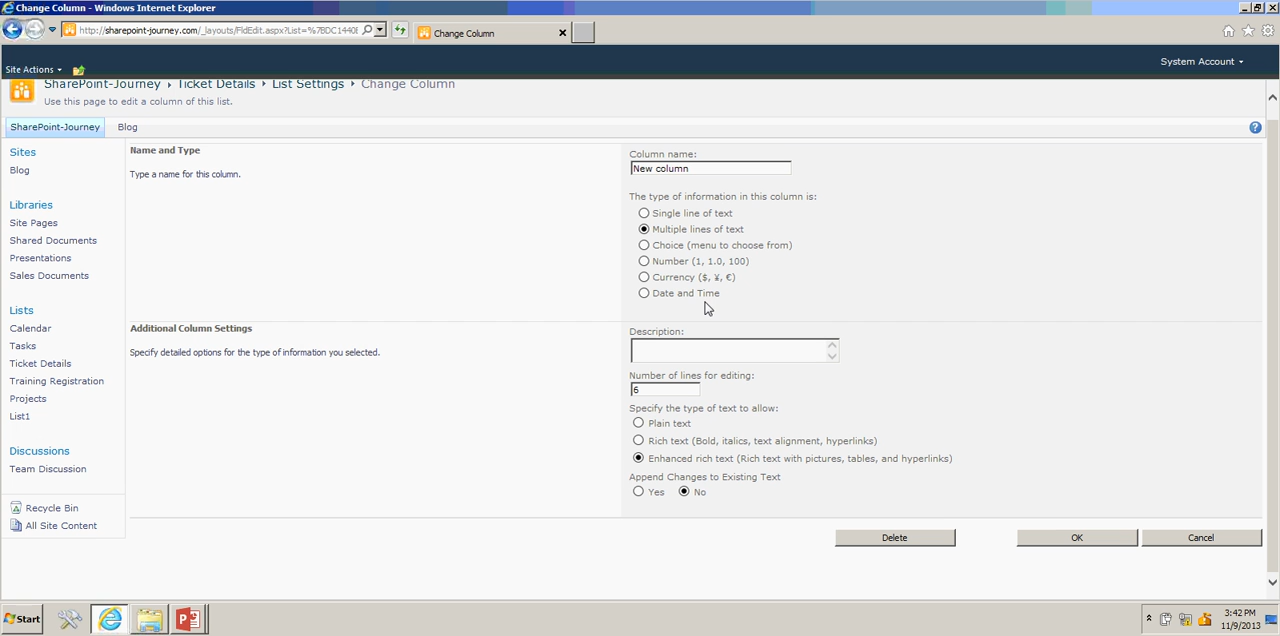 Change Column - Windows Internet Explorer
http://sharepoint-journey.com/_layouts/FldEdit.aspx?List=%7BDC1440E
Change Column
Site Actions
System Account
SharePoint-Journey Ticket Details List Settings Change Column
Use this page to edit a column of this list.
SharePoint-Journey Blog
Sites
Blog
Libraries
Site Pages
Shared Documents
Presentations
Sales Documents
Lists
Calendar
Tasks
Ticket Details
Training Registration
Projects
List1
Discussions
Team Discussion
Recycle Bin
All Site Content
Name and Type
Type a name for this column.
Column name:
New column
The type of information in this column is:
Single line of text
Multiple lines of text
Choice (menu to choose from)
Number (1, 1.0, 100)
Currency ($, ¥, €)
Date and Time
Additional Column Settings
Specify detailed options for the type of information you selected.
Description:
Number of lines for editing:
6
Specify the type of text to allow:
Plain text
Rich text (Bold, italics, text alignment, hyperlinks)
Enhanced rich text (Rich text with pictures, tables, and hyperlinks)
Append Changes to Existing Text
Yes No
Delete OK Cancel
Start
3:42 PM
11/9/2013